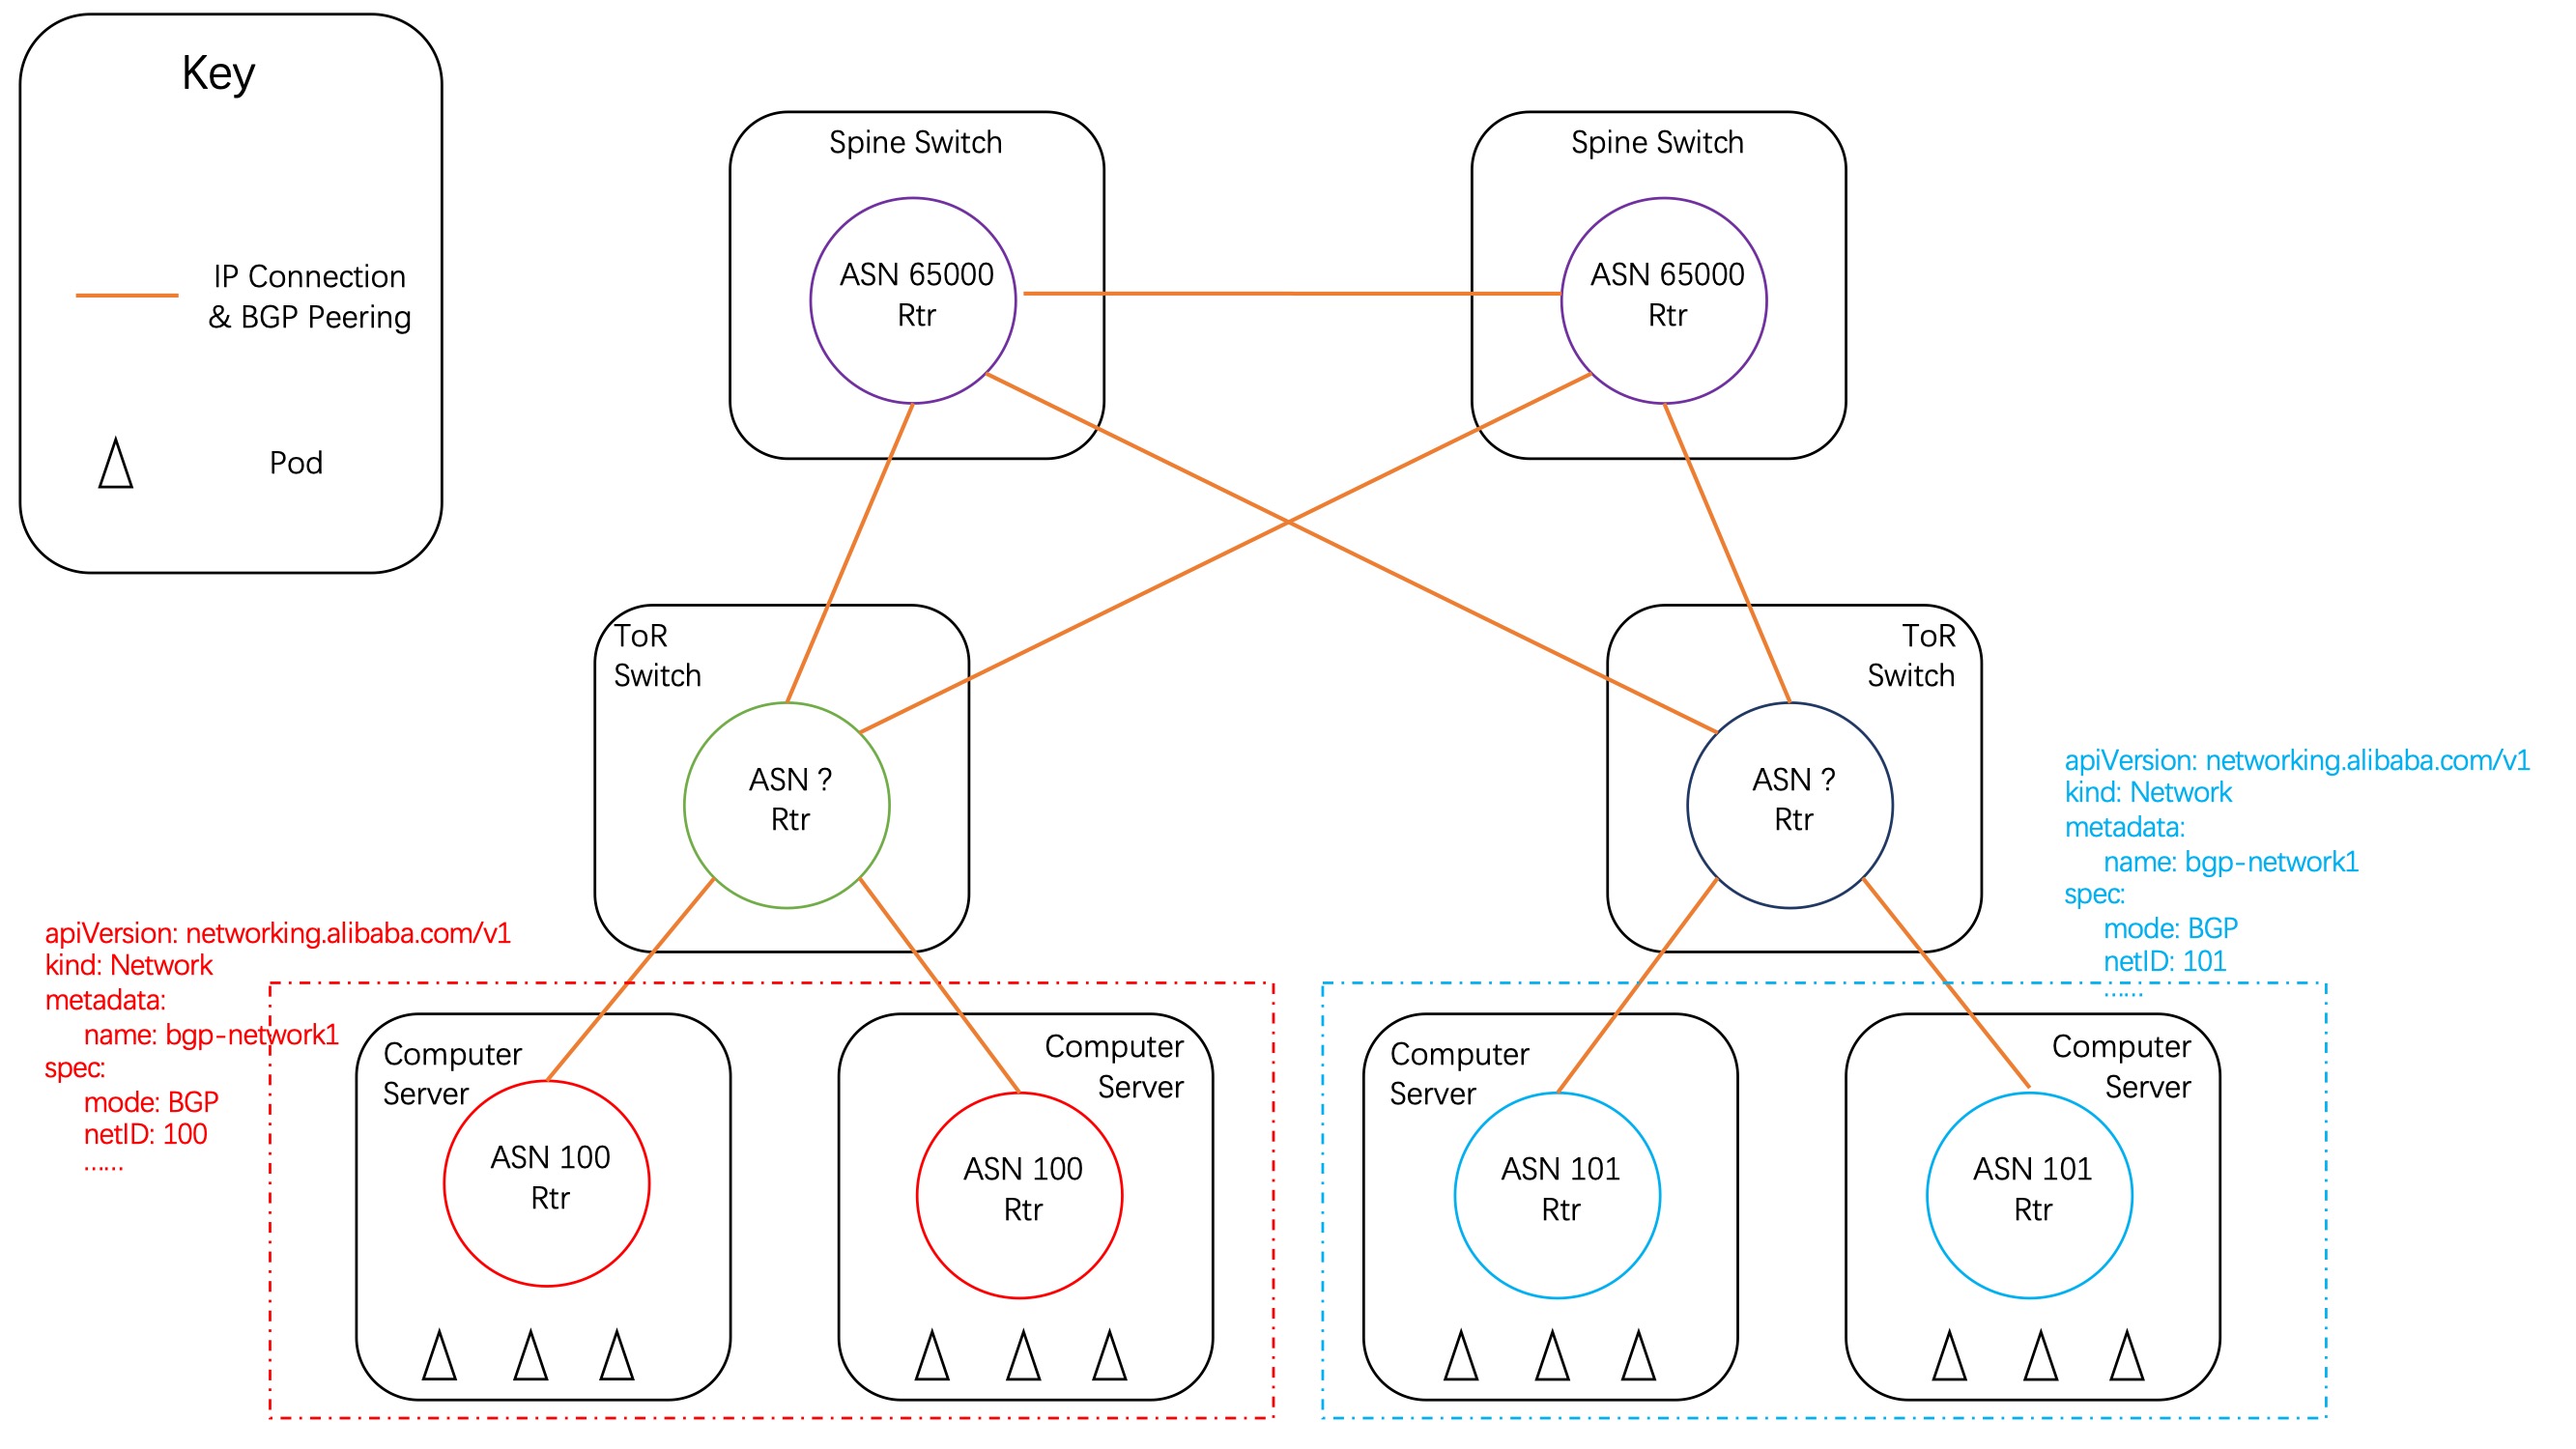 Key
IP Connection
& BGP Peering
Pod
Spine Switch
ASN 65000
Rtr
Spine Switch
ASN 65000
Rtr
ToR
Switch
ASN ?
Rtr
ToR
Switch
ASN ?
Rtr
apiVersion: networking.alibaba.com/v1
kind: Network
metadata:
name: bgp-network1
spec:
mode: BGP
netID: 100
......
apiVersion: networking.alibaba.com/v1
kind: Network
metadata:
name: bgp-network1
spec:
mode: BGP
netID: 101
......
Computer
Server
ASN 100
Rtr
Computer
Server
ASN 100
Rtr
Computer
Server
ASN 101
Rtr
Computer
Server
ASN 101
Rtr